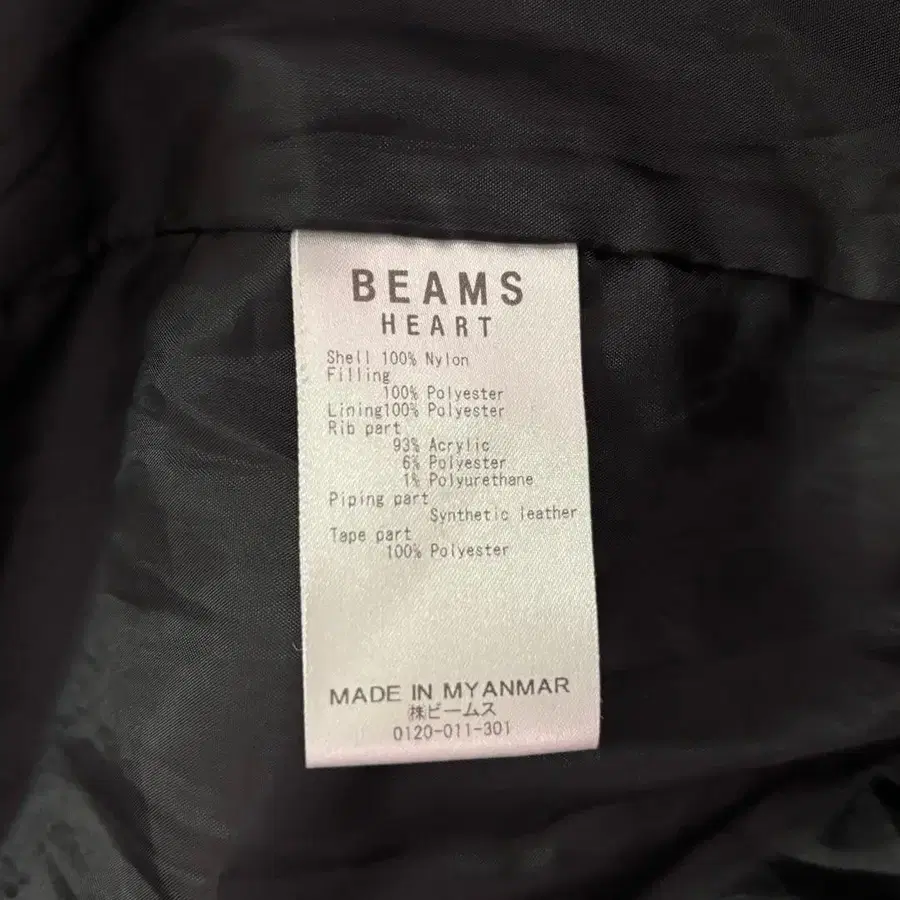 BEAMS
HEART
Shell 100% Nylon
Filling
100% Polyester
Lining100% Polyester
Rib part
93% Acrylic
6% Polyester
1% Polyurethane
Piping part
Synthetic leather
Tape part
100% Polyester
MADE IN MYANMAR
㈱ビームス
0120-011-301